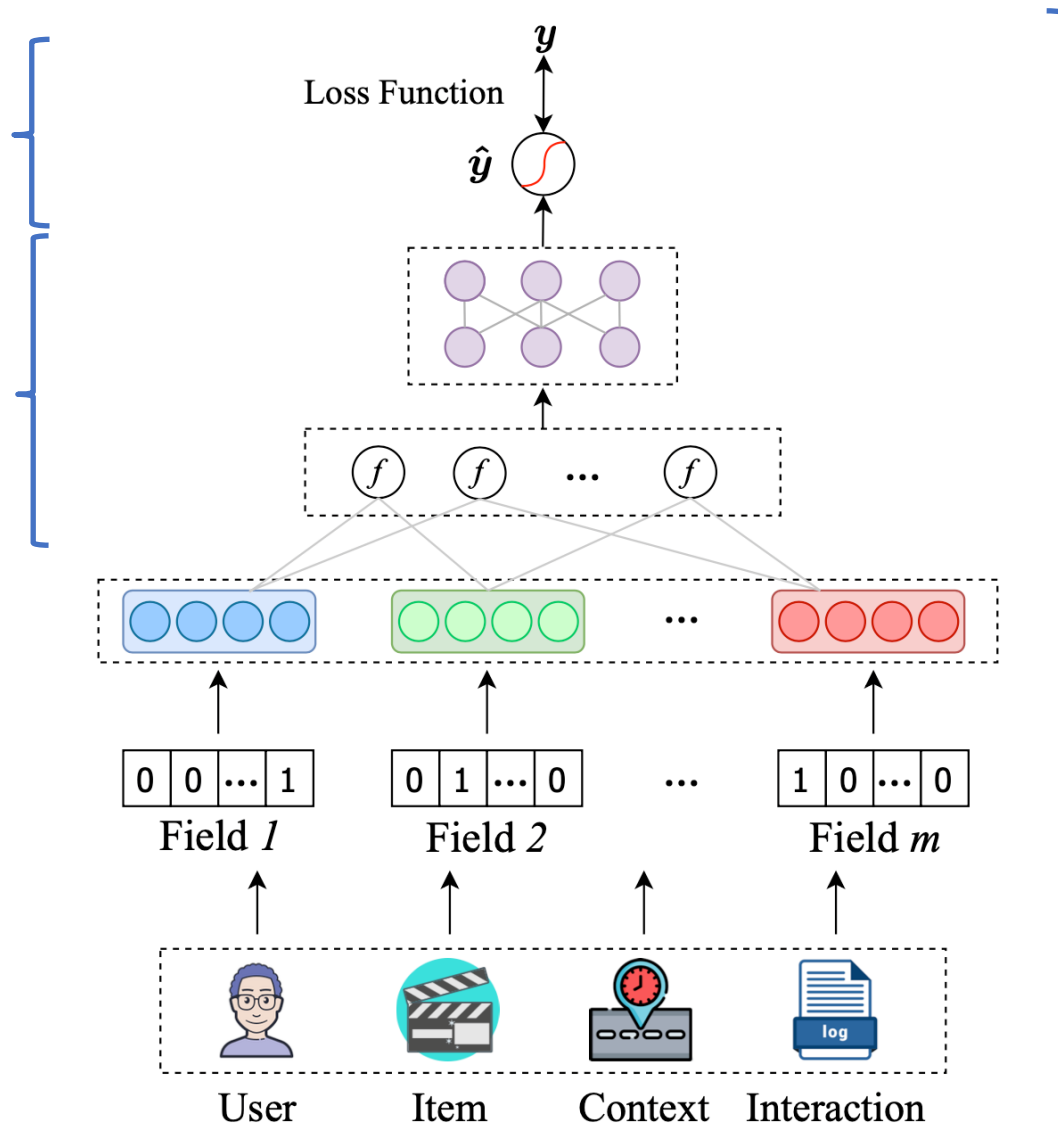 y
Loss Function
ŷ
f f ... f
...
0 0 ... 1 0 1 ... 0 ... 1 0 ... 0
Field 1 Field 2 Field m
log
User Item Context Interaction